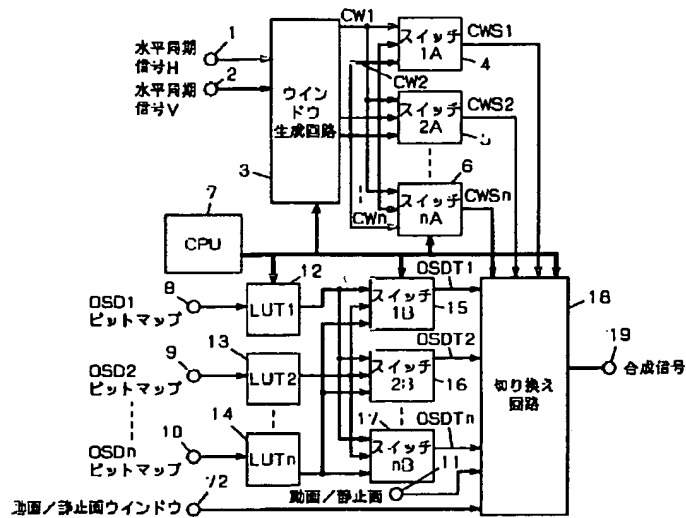 CW1
スイッチ
1A
CWS1
4
1
水平同期
信号H
2
水平同期
信号V
ウイン
ドウ
生成回路
3
CW2
スイッチ
2A
CWS2
6
スイッチ
nA
CWSn
CWn
7
CPU
OSD1
ビットマップ
8
12
LUT1
スイッチ
1B
OSDT1
15
18
19
合成信号
OSD2
ビットマップ
9
13
LUT2
スイッチ
2B
OSDT2
16
切り換え
回路
OSDn
ビットマップ
10
14
LUTn
17
スイッチ
nB
OSDTn
動画/静止画
11
動画/静止画ウインドウ